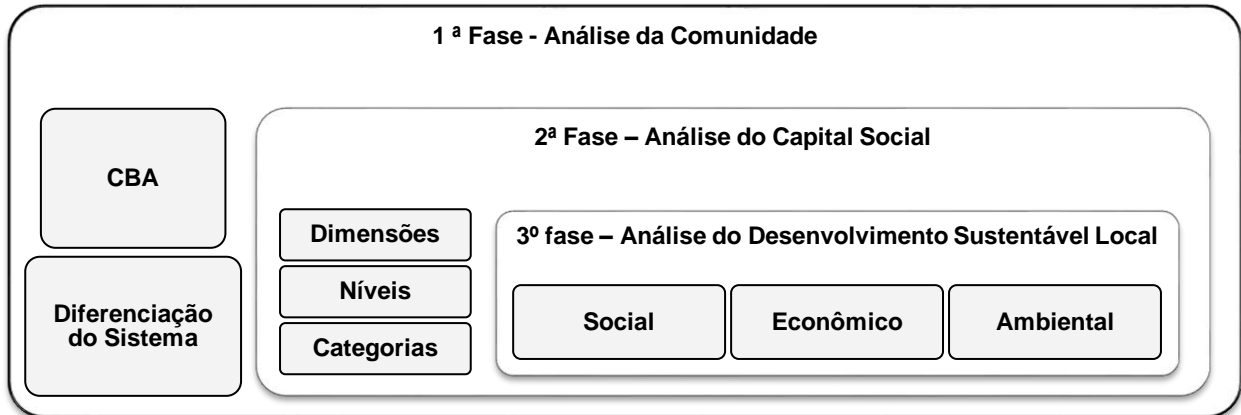 1 ª Fase - Análise da Comunidade
CBA
Diferenciação
do Sistema
2ª Fase – Análise do Capital Social
Dimensões
Níveis
Categorias
3º fase – Análise do Desenvolvimento Sustentável Local
Social
Econômico
Ambiental